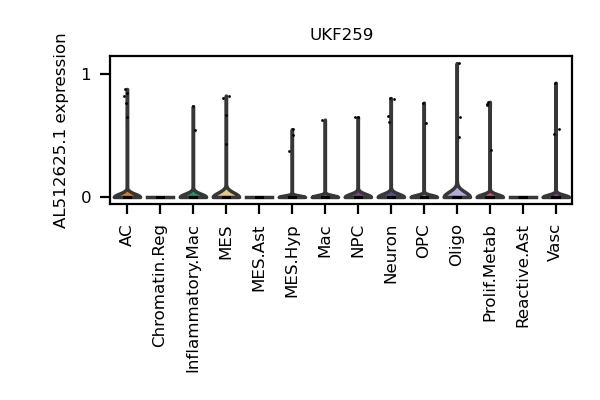 UKF259
AL512625.1 expression
1
0
AC
Chromatin.Reg
Inflammatory.Mac
MES
MES.Ast
MES.Hyp
Mac
NPC
Neuron
OPC
Oligo
Prolif.Metab
Reactive.Ast
Vasc